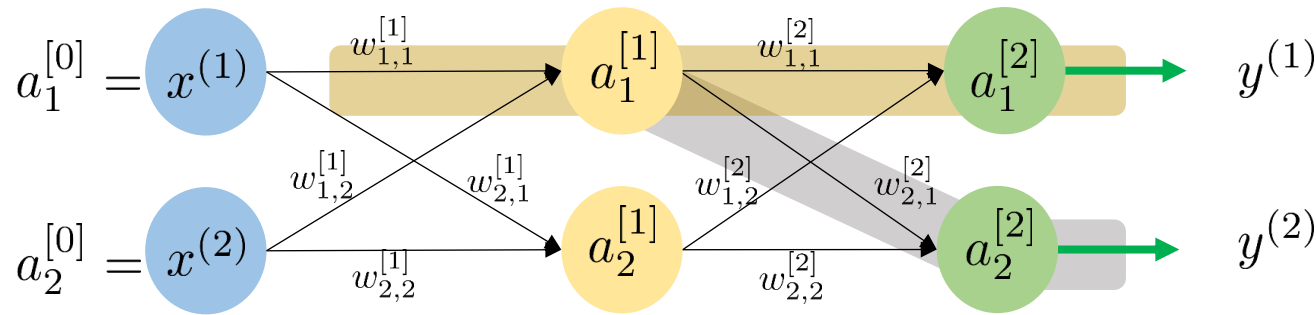 a_1^{[0]} = x^{(1)} w_{1,1}^{[1]} a_1^{[1]} w_{1,1}^{[2]} a_1^{[2]} y^{(1)}
w_{1,2}^{[1]} w_{2,1}^{[1]} w_{1,2}^{[2]} w_{2,1}^{[2]}
a_2^{[0]} = x^{(2)} w_{2,2}^{[1]} a_2^{[1]} w_{2,2}^{[2]} a_2^{[2]} y^{(2)}